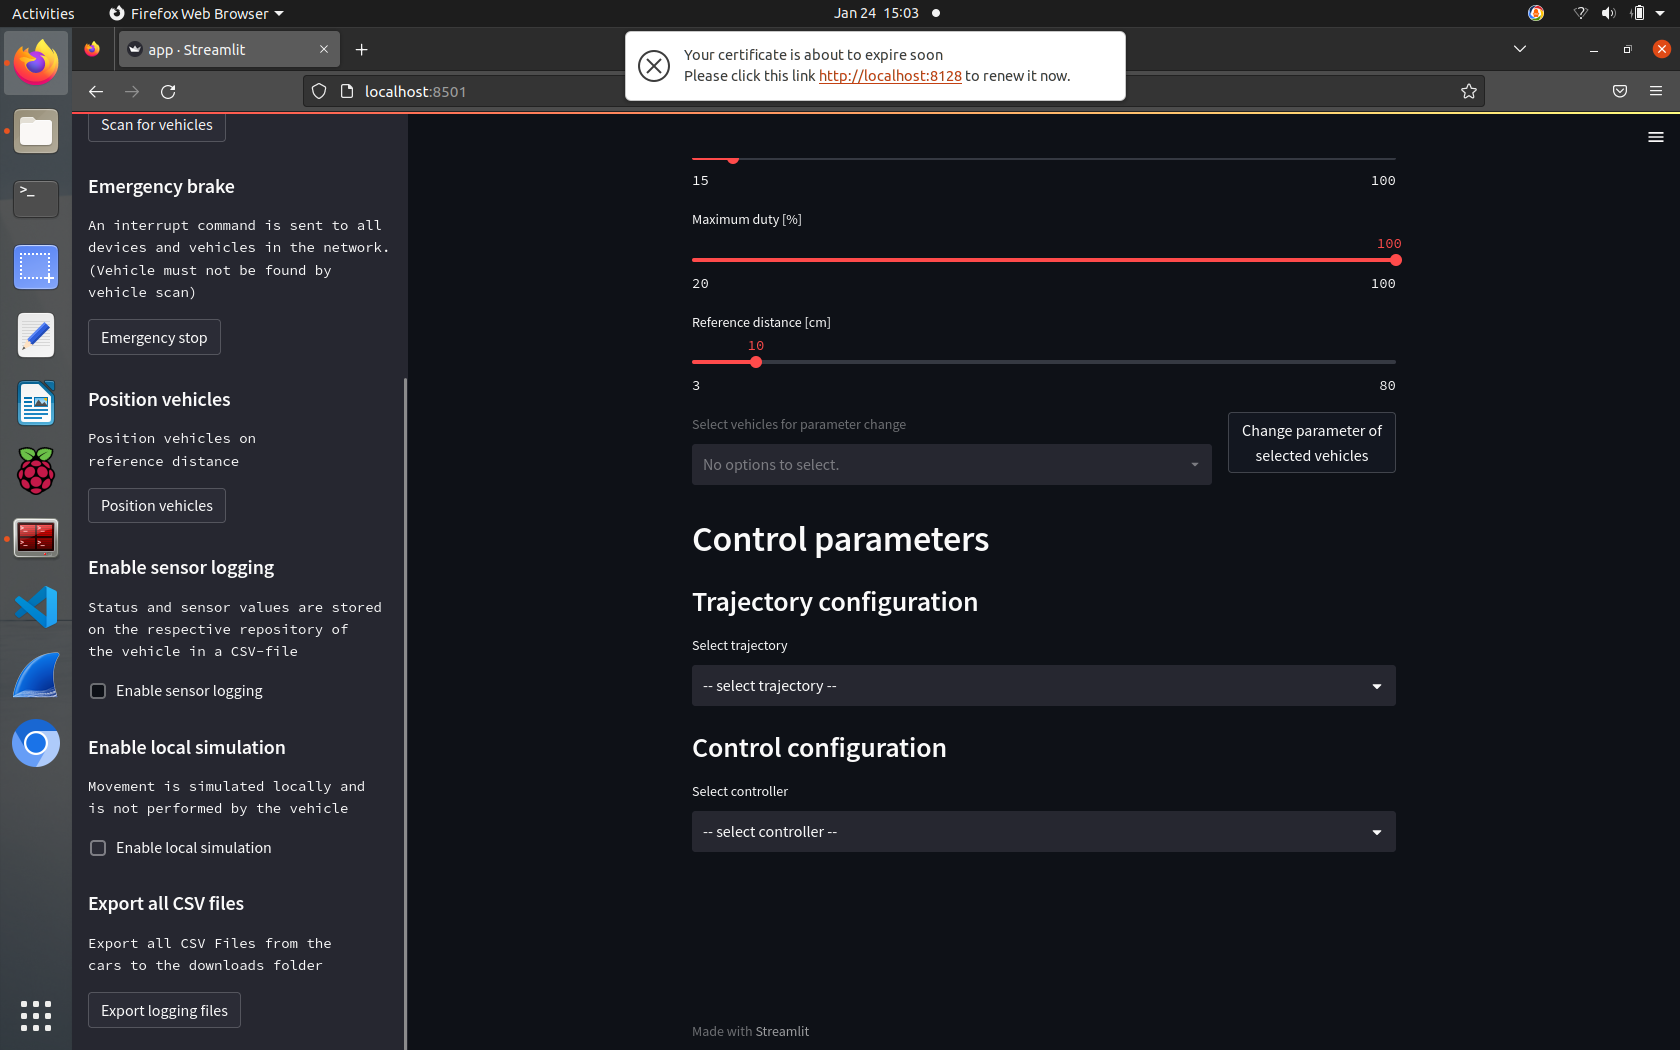 Activities
Firefox Web Browser
Jan 24 15:03
app · Streamlit
Your certificate is about to expire soon
Please click this link http://localhost:8128 to renew it now.
localhost:8501
Scan for vehicles
Emergency brake
An interrupt command is sent to all
devices and vehicles in the network.
(Vehicle must not be found by
vehicle scan)
Emergency stop
Position vehicles
Position vehicles on
reference distance
Position vehicles
Enable sensor logging
Status and sensor values are stored
on the respective repository of
the vehicle in a CSV-file
Enable sensor logging
Enable local simulation
Movement is simulated locally and
is not performed by the vehicle
Enable local simulation
Export all CSV files
Export all CSV Files from the
cars to the downloads folder
Export logging files
15
100
Maximum duty [%]
100
20
100
Reference distance [cm]
10
3
80
Select vehicles for parameter change
No options to select.
Change parameter of
selected vehicles
Control parameters
Trajectory configuration
Select trajectory
-- select trajectory --
Control configuration
Select controller
-- select controller --
Made with Streamlit